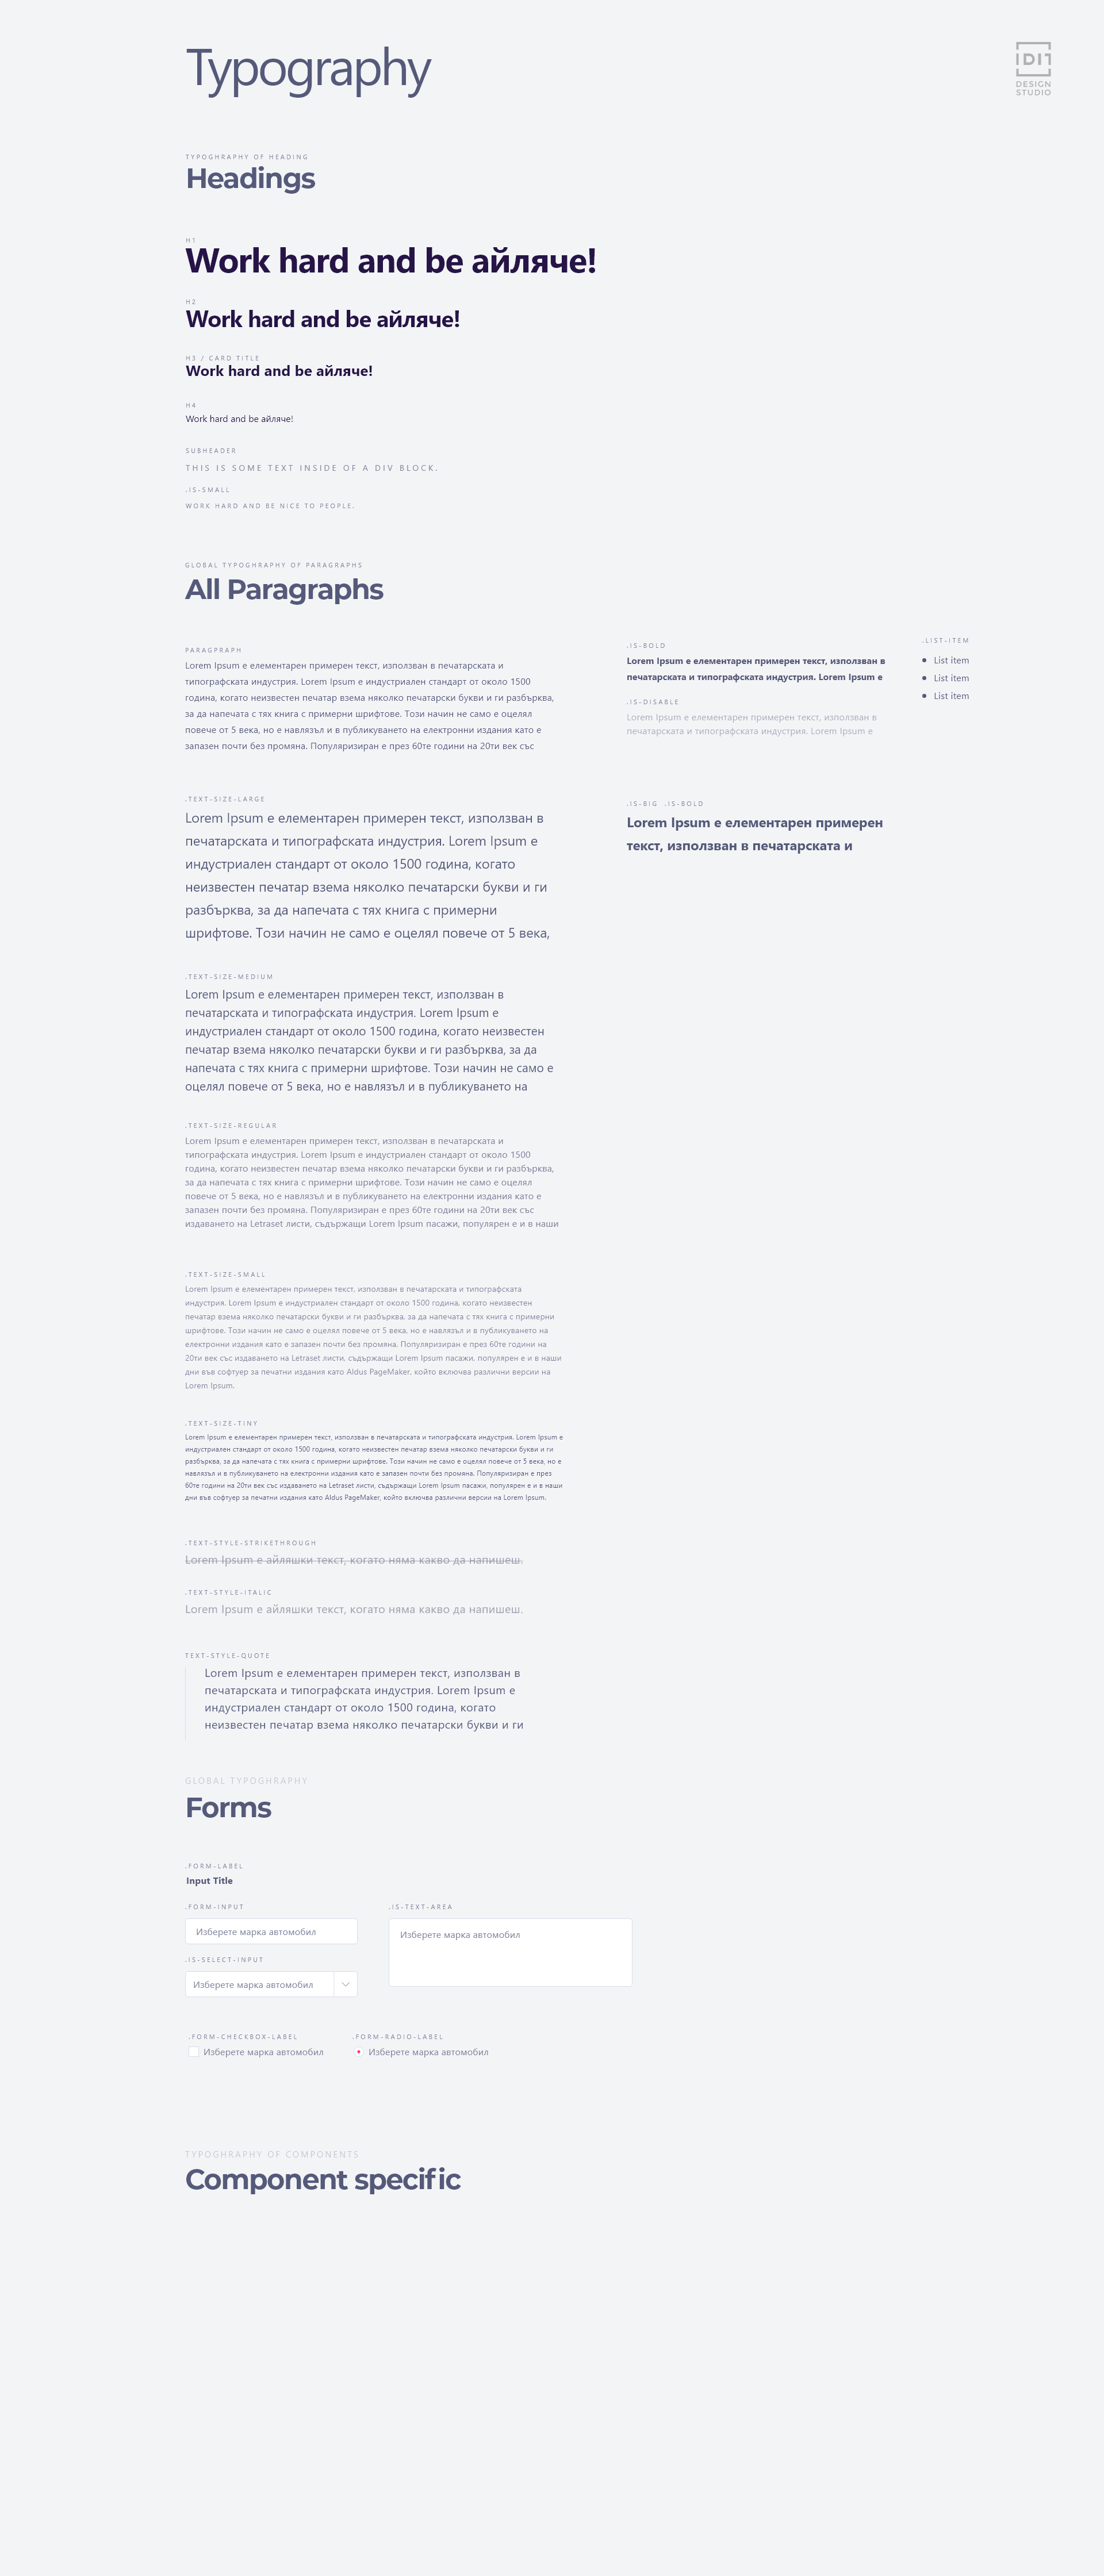 Typography
DIT
DESIGN
STUDIO
TYPOGHRAPHY OF HEADING
Headings
H1
Work hard and be айляче!
H2
Work hard and be айляче!
H3 / CARD TITLE
Work hard and be айляче!
H4
Work hard and be айляче!
SUBHEADER
THIS IS SOME TEXT INSIDE OF A DIV BLOCK.
.IS-SMALL
WORK HARD AND BE NICE TO PEOPLE.
GLOBAL TYPOGHRAPHY OF PARAGRAPHS
All Paragraphs
PARAGPRAPH
Lorem Ipsum е елементарен примерен текст, използван в печатарската и
типографската индустрия. Lorem Ipsum е индустриален стандарт от около 1500
година, когато неизвестен печатар взема няколко печатарски букви и ги разбърква,
за да напечата с тях книга с примерни шрифтове. Този начин не само е оцелял
повече от 5 века, но е навлязъл и в публикуването на електронни издания като е
запазен почти без промяна. Популяризиран е през 60те години на 20ти век със
.IS-BOLD
Lorem Ipsum е елементарен примерен текст, използван в
печатарската и типографската индустрия. Lorem Ipsum е
.IS-DISABLE
Lorem Ipsum е елементарен примерен текст, използван в
печатарската и типографската индустрия. Lorem Ipsum е
.LIST-ITEM
List item
List item
List item
.TEXT-SIZE-LARGE
Lorem Ipsum е елементарен примерен текст, използван в
печатарската и типографската индустрия. Lorem Ipsum е
индустриален стандарт от около 1500 година, когато
неизвестен печатар взема няколко печатарски букви и ги
разбърква, за да напечата с тях книга с примерни
шрифтове. Този начин не само е оцелял повече от 5 века,
.IS-BIG .IS-BOLD
Lorem Ipsum е елементарен примерен
текст, използван в печатарската и
.TEXT-SIZE-MEDIUM
Lorem Ipsum е елементарен примерен текст, използван в
печатарската и типографската индустрия. Lorem Ipsum е
индустриален стандарт от около 1500 година, когато неизвестен
печатар взема няколко печатарски букви и ги разбърква, за да
напечата с тях книга с примерни шрифтове. Този начин не само е
оцелял повече от 5 века, но е навлязъл и в публикуването на
.TEXT-SIZE-REGULAR
Lorem Ipsum е елементарен примерен текст, използван в печатарската и
типографската индустрия. Lorem Ipsum е индустриален стандарт от около 1500
година, когато неизвестен печатар взема няколко печатарски букви и ги разбърква,
за да напечата с тях книга с примерни шрифтове. Този начин не само е оцелял
повече от 5 века, но е навлязъл и в публикуването на електронни издания като е
запазен почти без промяна. Популяризиран е през 60те години на 20ти век със
издаването на Letraset листи, съдържащи Lorem Ipsum пасажи, популярен е и в наши
.TEXT-SIZE-SMALL
Lorem Ipsum е елементарен примерен текст, използван в печатарската и типографската
индустрия. Lorem Ipsum е индустриален стандарт от около 1500 година, когато неизвестен
печатар взема няколко печатарски букви и ги разбърква, за да напечата с тях книга с примерни
шрифтове. Този начин не само е оцелял повече от 5 века, но е навлязъл и в публикуването на
електронни издания като е запазен почти без промяна. Популяризиран е през 60те години на
20ти век със издаването на Letraset листи, съдържащи Lorem Ipsum пасажи, популярен е и в наши
дни във софтуер за печатни издания като Aldus PageMaker, който включва различни версии на
Lorem Ipsum.
.TEXT-SIZE-TINY
Lorem Ipsum е елементарен примерен текст, използван в печатарската и типографската индустрия. Lorem Ipsum е
индустриален стандарт от около 1500 година, когато неизвестен печатар взема няколко печатарски букви и ги
разбърква, за да напечата с тях книга с примерни шрифтове. Този начин не само е оцелял повече от 5 века, но е
навлязъл и в публикуването на електронни издания като е запазен почти без промяна. Популяризиран е през
60те години на 20ти век със издаването на Letraset листи, съдържащи Lorem Ipsum пасажи, популярен е и в наши
дни във софтуер за печатни издания като Aldus PageMaker, който включва различни версии на Lorem Ipsum.
.TEXT-STYLE-STRIKETHROUGH
Lorem Ipsum е айляшки текст, когато няма какво да напишеш.
.TEXT-STYLE-ITALIC
Lorem Ipsum е айляшки текст, когато няма какво да напишеш.
TEXT-STYLE-QUOTE
Lorem Ipsum е елементарен примерен текст, използван в
печатарската и типографската индустрия. Lorem Ipsum е
индустриален стандарт от около 1500 година, когато
неизвестен печатар взема няколко печатарски букви и ги
GLOBAL TYPOGHRAPHY
Forms
.FORM-LABEL
Input Title
.FORM-INPUT
Изберете марка автомобил
.IS-TEXT-AREA
Изберете марка автомобил
.IS-SELECT-INPUT
Изберете марка автомобил
.FORM-CHECKBOX-LABEL
Изберете марка автомобил
.FORM-RADIO-LABEL
Изберете марка автомобил
TYPOGHRAPHY OF COMPONENTS
Component specific